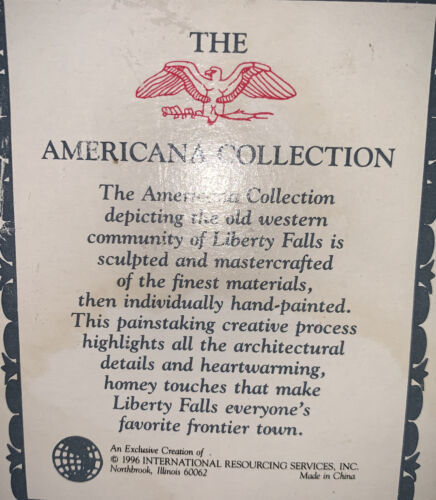 THE
AMERICANA COLLECTION
The Americana Collection
depicting the old western
community of Liberty Falls is
sculpted and mastercrafted
of the finest materials,
then individually hand-painted.
This painstaking creative process
highlights all the architectural
details and heartwarming,
homey touches that make
Liberty Falls everyone's
favorite frontier town.
An Exclusive Creation of
© 1996 INTERNATIONAL RESOURCING SERVICES, INC.
Northbrook, Illinois 60062 Made in China